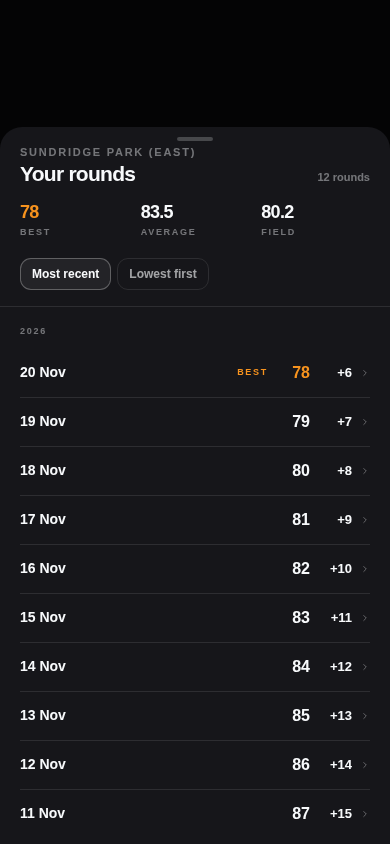 SUNDRIDGE PARK (EAST)
Your rounds 12 rounds
78 83.5 80.2
BEST AVERAGE FIELD
Most recent Lowest first
2026
20 Nov BEST 78 +6 ›
19 Nov 79 +7 ›
18 Nov 80 +8 ›
17 Nov 81 +9 ›
16 Nov 82 +10 ›
15 Nov 83 +11 ›
14 Nov 84 +12 ›
13 Nov 85 +13 ›
12 Nov 86 +14 ›
11 Nov 87 +15 ›